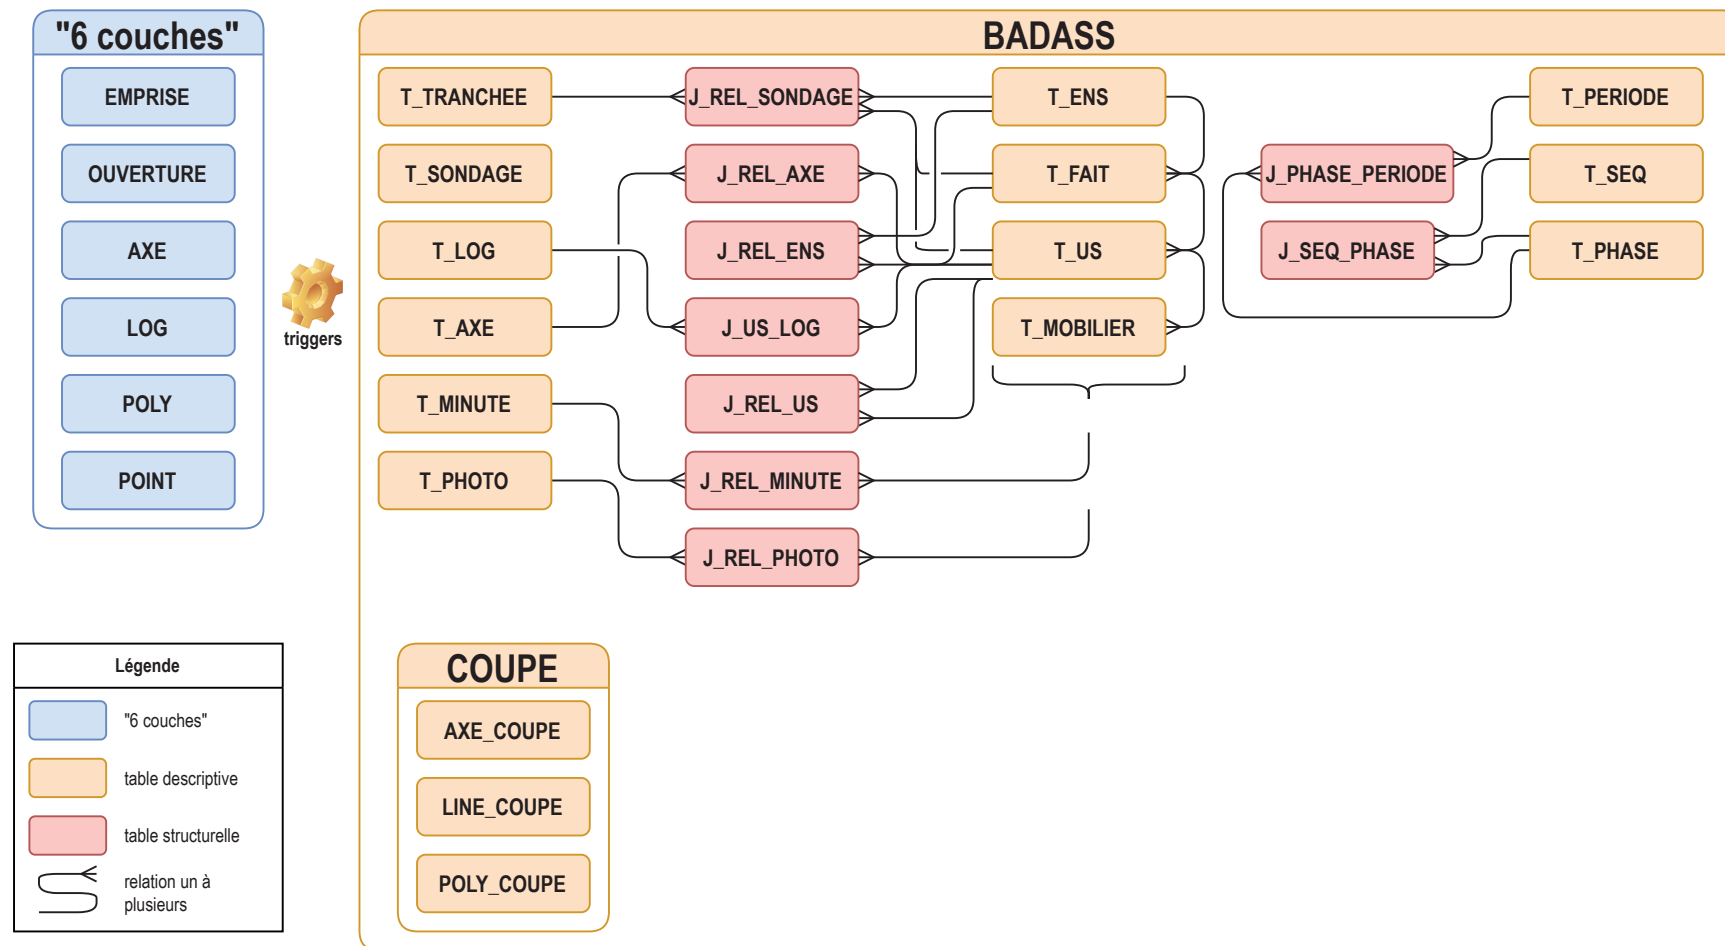 "6 couches"
EMPRISE
OUVERTURE
AXE
LOG
POLY
POINT
triggers
BADASS
T_TRANCHEE
T_SONDAGE
T_LOG
T_AXE
T_MINUTE
T_PHOTO
J_REL_SONDAGE
J_REL_AXE
J_REL_ENS
J_US_LOG
J_REL_US
J_REL_MINUTE
J_REL_PHOTO
T_ENS
T_FAIT
T_US
T_MOBILIER
J_PHASE_PERIODE
J_SEQ_PHASE
T_PERIODE
T_SEQ
T_PHASE
COUPE
AXE_COUPE
LINE_COUPE
POLY_COUPE
Légende
"6 couches"
table descriptive
table structurelle
relation un à
plusieurs